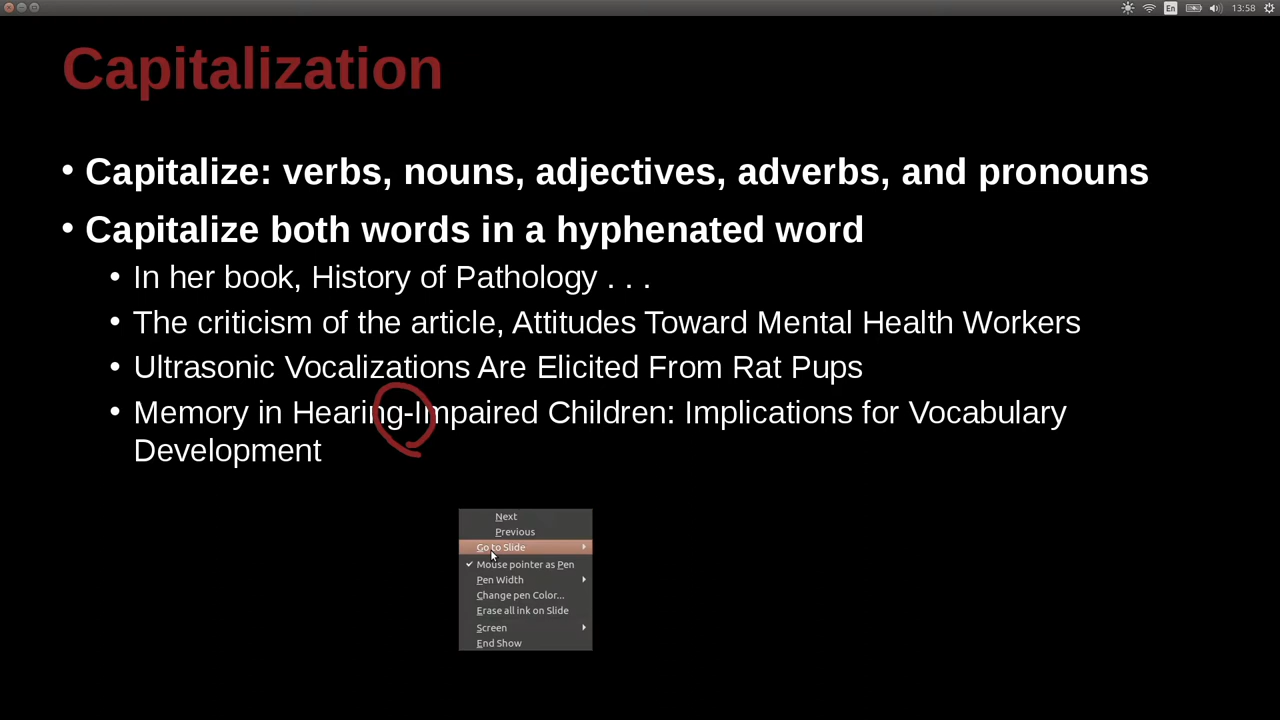 En 13:58
Capitalization
• Capitalize: verbs, nouns, adjectives, adverbs, and pronouns
• Capitalize both words in a hyphenated word
• In her book, History of Pathology . . .
• The criticism of the article, Attitudes Toward Mental Health Workers
• Ultrasonic Vocalizations Are Elicited From Rat Pups
• Memory in Hearing-Impaired Children: Implications for Vocabulary
Development
Next
Previous
Go to Slide
Mouse pointer as Pen
Pen Width
Change pen Color...
Erase all ink on Slide
Screen
End Show